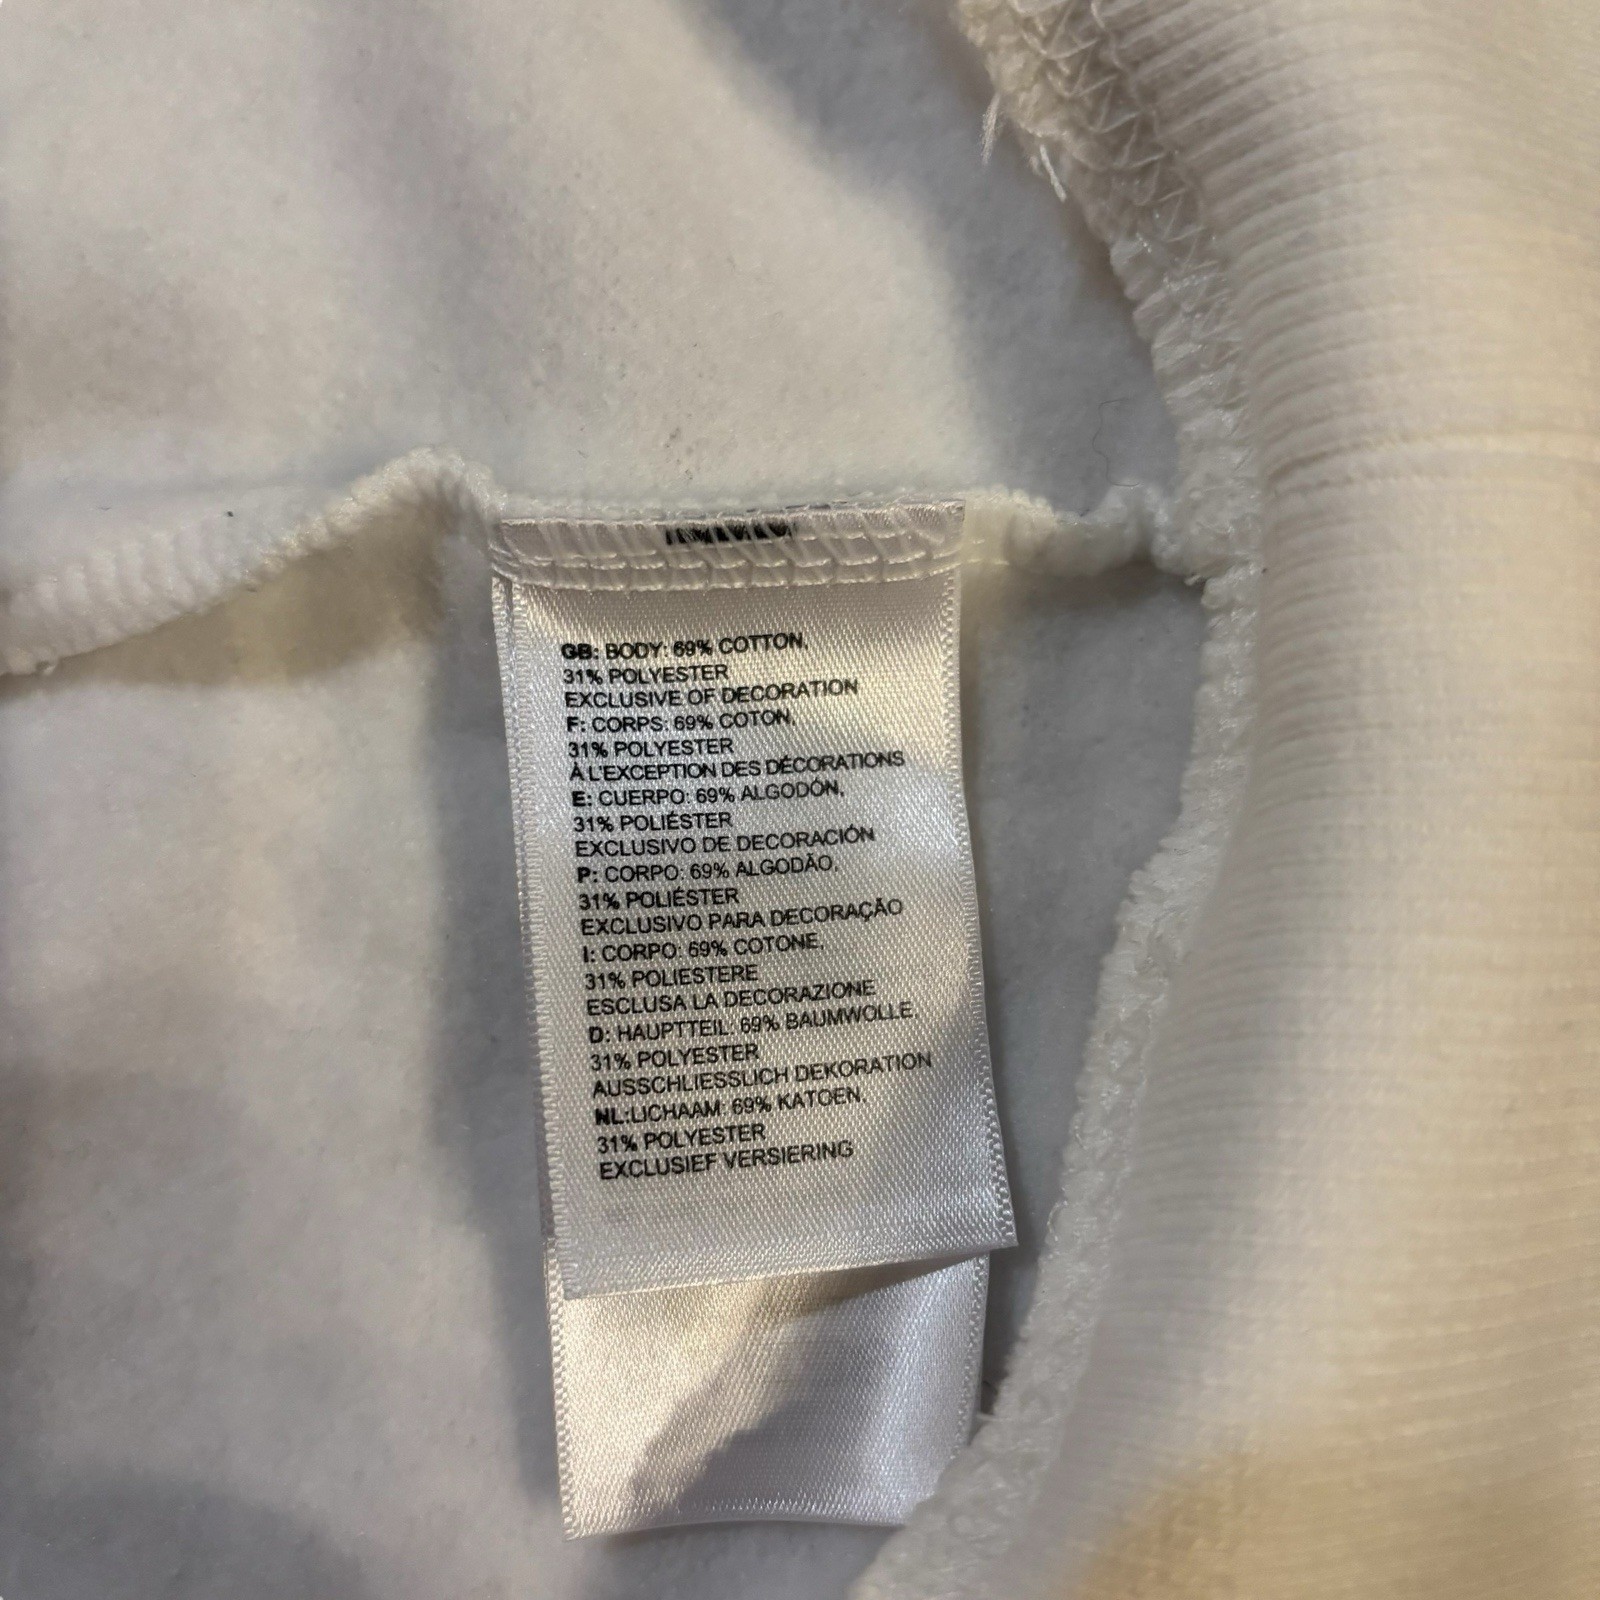 GB: BODY: 69% COTTON,
31% POLYESTER
EXCLUSIVE OF DECORATION
F: CORPS: 69% COTON,
31% POLYESTER
À L'EXCEPTION DES DÉCORATIONS
E: CUERPO: 69% ALGODÓN,
31% POLIÉSTER
EXCLUSIVO DE DECORACIÓN
P: CORPO: 69% ALGODÃO,
31% POLIÉSTER
EXCLUSIVO PARA DECORAÇÃO
I: CORPO: 69% COTONE,
31% POLIESTERE
ESCLUSA LA DECORAZIONE
D: HAUPTTEIL: 69% BAUMWOLLE,
31% POLYESTER
AUSSCHLIESSLICH DEKORATION
NL:LICHAAM: 69% KATOEN,
31% POLYESTER
EXCLUSIEF VERSIERING